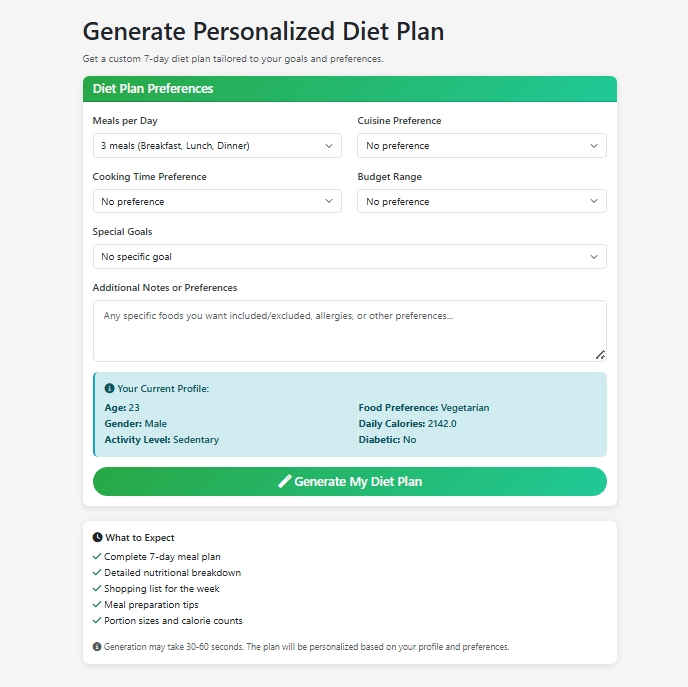 Generate Personalized Diet Plan
Get a custom 7-day diet plan tailored to your goals and preferences.
Diet Plan Preferences
Meals per Day
3 meals (Breakfast, Lunch, Dinner)
Cuisine Preference
No preference
Cooking Time Preference
No preference
Budget Range
No preference
Special Goals
No specific goal
Additional Notes or Preferences
Any specific foods you want included/excluded, allergies, or other preferences...
Your Current Profile:
Age: 23
Gender: Male
Activity Level: Sedentary
Food Preference: Vegetarian
Daily Calories: 2142.0
Diabetic: No
Generate My Diet Plan
What to Expect
Complete 7-day meal plan
Detailed nutritional breakdown
Shopping list for the week
Meal preparation tips
Portion sizes and calorie counts
Generation may take 30-60 seconds. The plan will be personalized based on your profile and preferences.